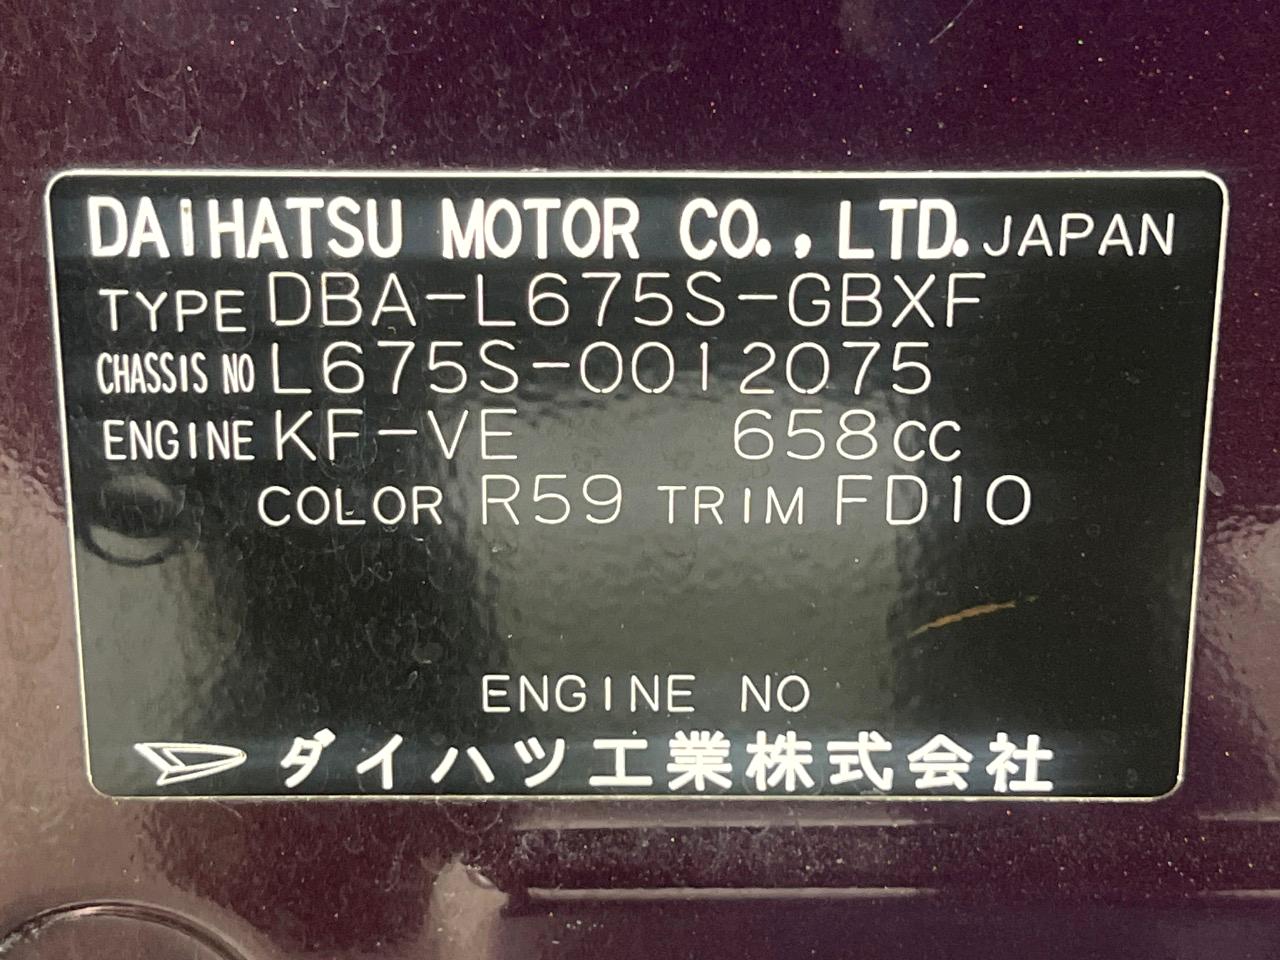 DAiHATSU MOTOR CO., LTD. JAPAN
TYPE DBA-L675S-GBXF
CHASSIS NO L675S-0012075
ENGINE KF-VE 658CC
COLOR R59 TRIM FD10
ENGINE NO
ダイハツ工業株式会社